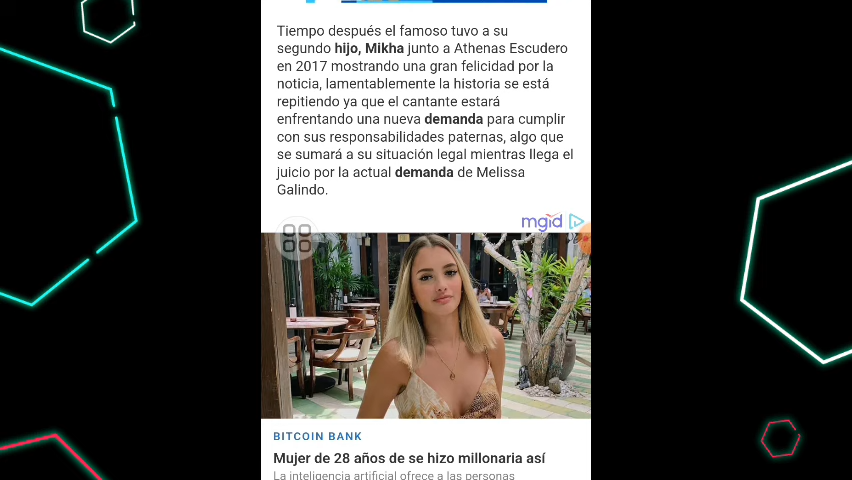 Tiempo después el famoso tuvo a su
segundo hijo, Mikha junto a Athenas Escudero
en 2017 mostrando una gran felicidad por la
noticia, lamentablemente la historia se está
repitiendo ya que el cantante estará
enfrentando una nueva demanda para cumplir
con sus responsabilidades paternas, algo que
se sumará a su situación legal mientras llega el
juicio por la actual demanda de Melissa
Galindo.
mgid
BITCOIN BANK
Mujer de 28 años de se hizo millonaria así
La inteligencia artificial ofrece a las personas